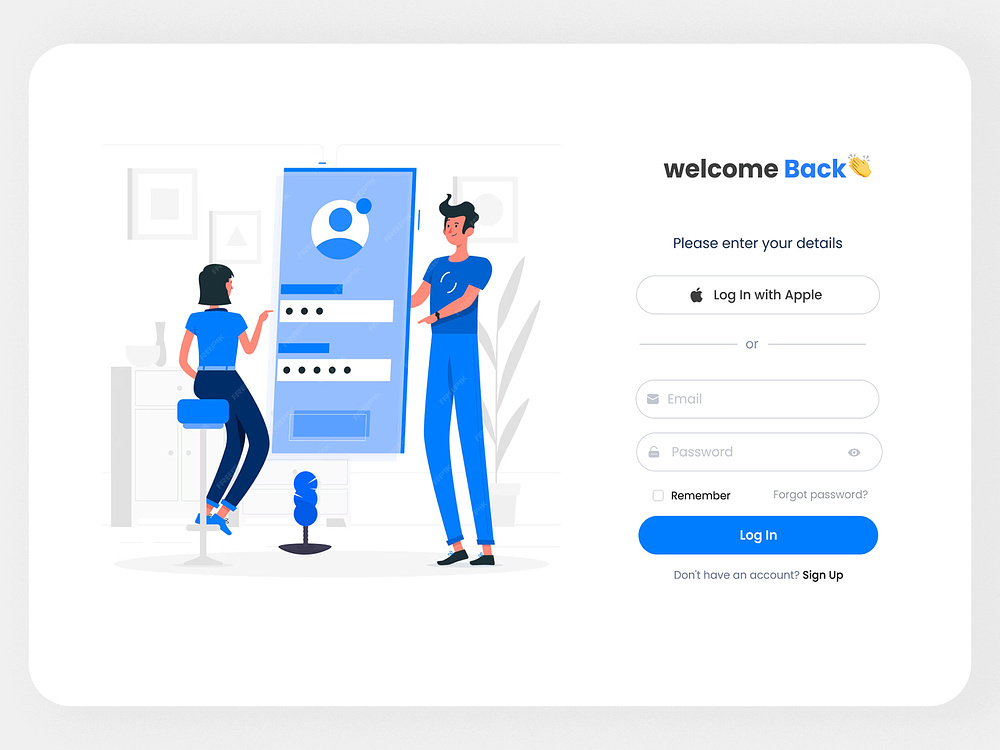 welcome Back👏
Please enter your details
Log In with Apple
or
Email
Password
Remember
Forgot password?
Log In
Don't have an account? Sign Up